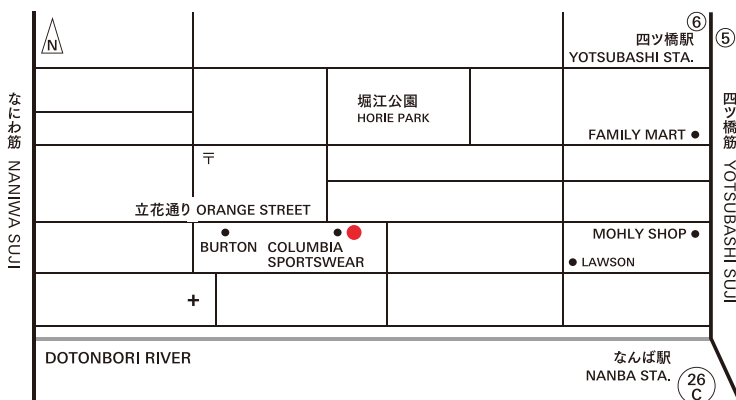 N
⑥
四ツ橋駅
YOTSUBASHI STA.
⑤
堀江公園
HORIE PARK
なにわ筋 NANIWA SUJI
四ツ橋筋 YOTSUBASHI SUJI
FAMILY MART
〒
立花通り ORANGE STREET
BURTON
COLUMBIA
SPORTSWEAR
MOHLY SHOP
LAWSON
DOTONBORI RIVER
なんば駅
NANBA STA.
26
C